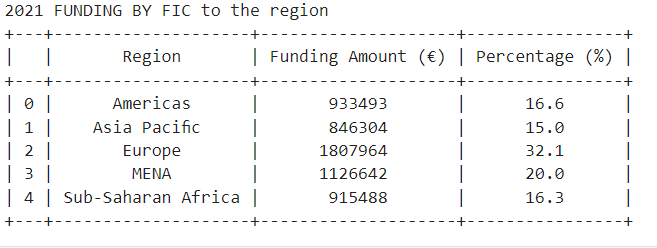 2021 FUNDING BY FIC to the region
+---+--------------------+--------------------+----------------+
|   |       Region       | Funding Amount (€) | Percentage (%) |
+---+--------------------+--------------------+----------------+
| 0 |      Americas      |       933493       |      16.6      |
| 1 |    Asia Pacific    |       846304       |      15.0      |
| 2 |       Europe       |      1807964       |      32.1      |
| 3 |        MENA        |      1126642       |      20.0      |
| 4 | Sub-Saharan Africa |       915488       |      16.3      |
+---+--------------------+--------------------+----------------+